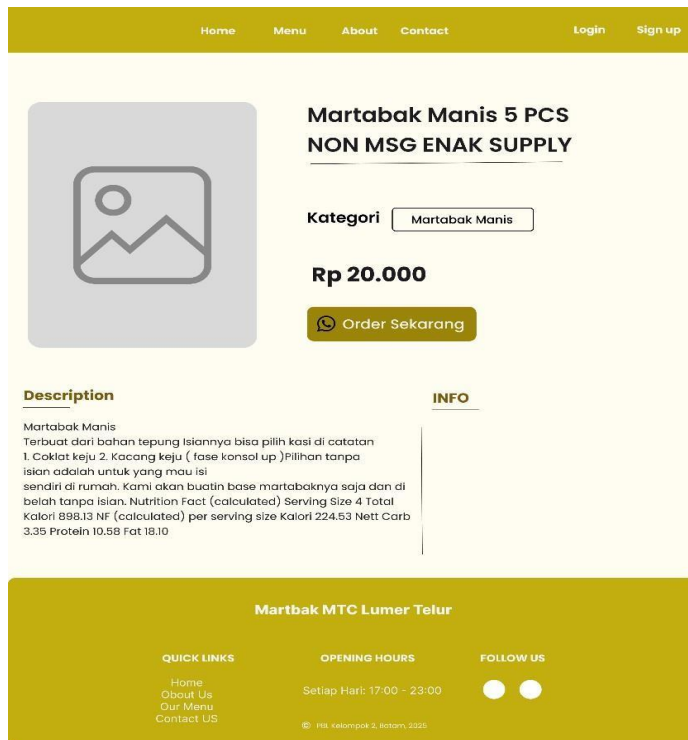 Home Menu About Contact Login Sign up
Martabak Manis 5 PCS
NON MSG ENAK SUPPLY
Kategori Martabak Manis
Rp 20.000
Order Sekarang
Description
INFO
Martabak Manis
Terbuat dari bahan tepung Isiannya bisa pilih kasi di catatan
1. Coklat keju 2. Kacang keju ( fase konsol up )Pilihan tanpa
isian adalah untuk yang mau isi
sendiri di rumah. Kami akan buatin base martabaknya saja dan di
belah tanpa isian. Nutrition Fact (calculated) Serving Size 4 Total
Kalori 898.13 NF (calculated) per serving size Kalori 224.53 Nett Carb
3.35 Protein 10.58 Fat 18.10
Martbak MTC Lumer Telur
QUICK LINKS
Home
Obout Us
Our Menu
Contact US
OPENING HOURS
Setiap Hari: 17:00 - 23:00
FOLLOW US
© Kelompok 2, Batam, 2025